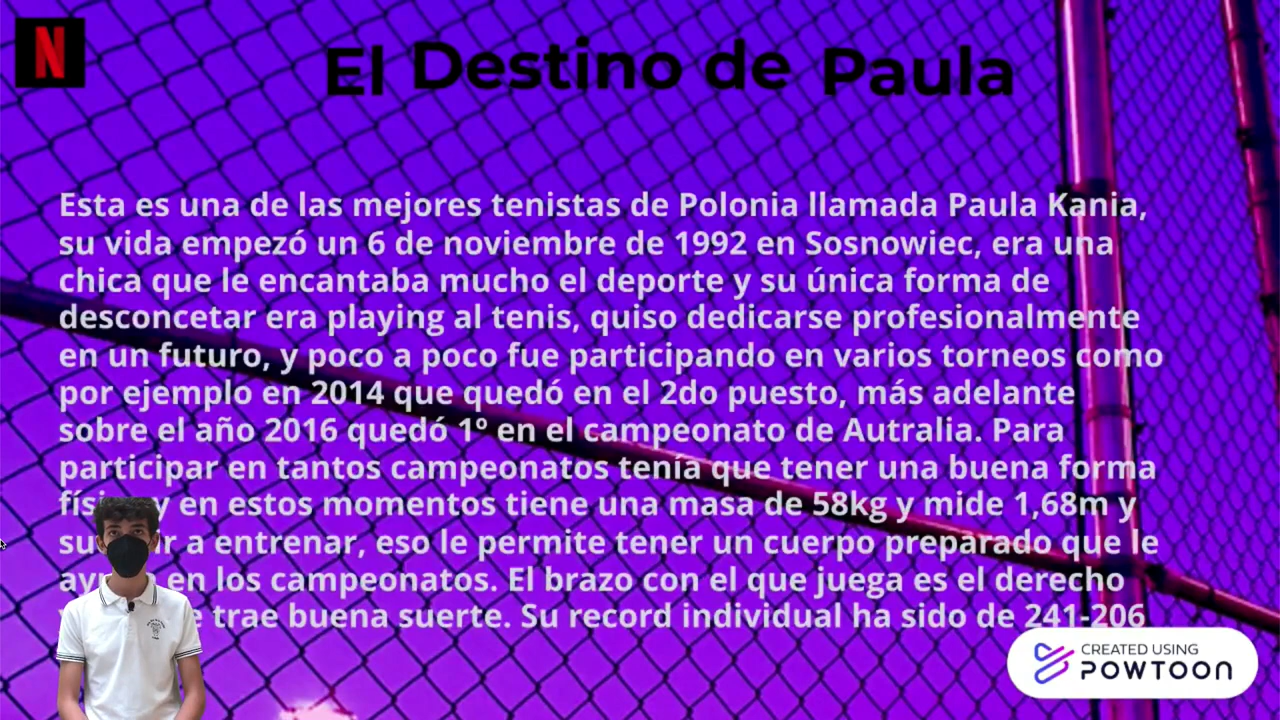 N
El Destino de Paula
Esta es una de las mejores tenistas de Polonia llamada Paula Kania,
su vida empezó un 6 de noviembre de 1992 en Sosnowiec, era una
chica que le encantaba mucho el deporte y su única forma de
desconcetar era playing al tenis, quiso dedicarse profesionalmente
en un futuro, y poco a poco fue participando en varios torneos como
por ejemplo en 2014 que quedó en el 2do puesto, más adelante
sobre el año 2016 quedó 1º en el campeonato de Autralia. Para
participar en tantos campeonatos tenía que tener una buena forma
y en estos momentos tiene una masa de 58kg y mide 1,68m y
a entrenar, eso le permite tener un cuerpo preparado que le
en los campeonatos. El brazo con el que juega es el derecho
trae buena suerte. Su record individual ha sido de 241-206
CREATED USING
POWTOON